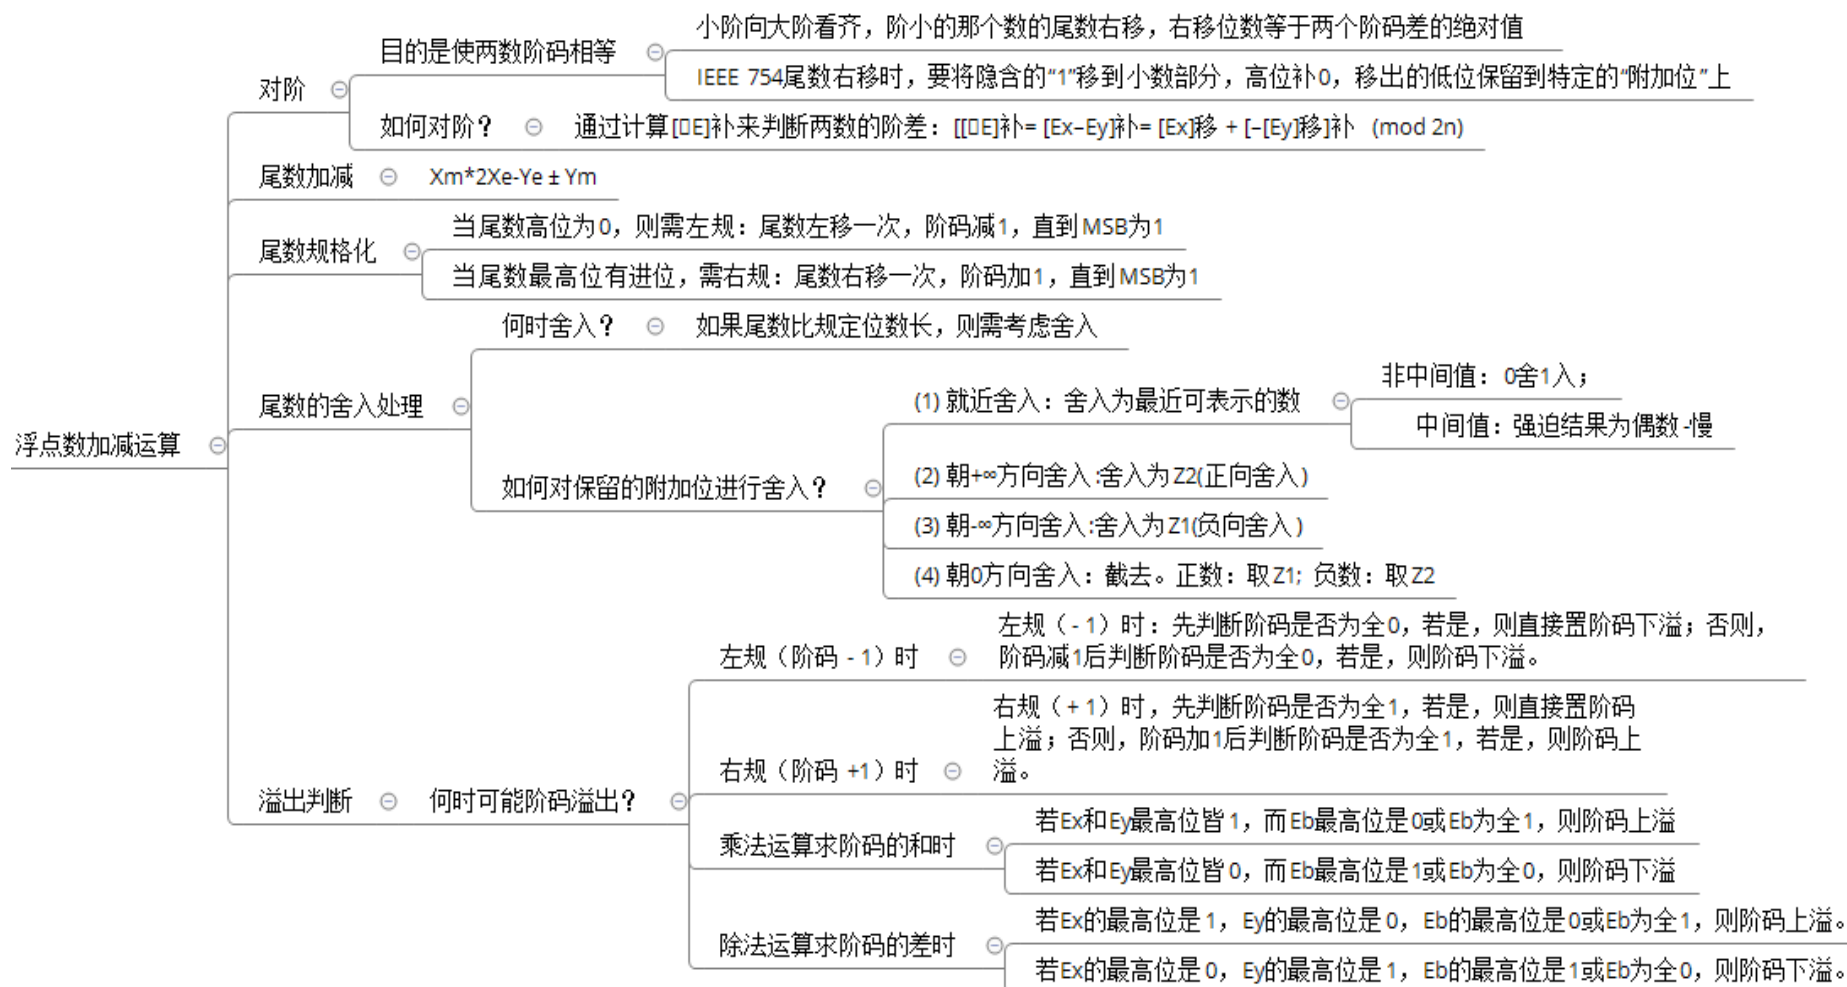 浮点数加减运算
对阶
目的是使两数阶码相等
小阶向大阶看齐，阶小的那个数的尾数右移，右移位数等于两个阶码差的绝对值
IEEE 754尾数右移时，要将隐含的“1”移到小数部分，高位补0，移出的低位保留到特定的“附加位”上
如何对阶？
通过计算[▯E]补来判断两数的阶差：[[▯E]补= [Ex–Ey]补= [Ex]移 + [–[Ey]移]补 (mod 2n)
尾数加减
Xm*2Xe-Ye ± Ym
尾数规格化
当尾数高位为0，则需左规：尾数左移一次，阶码减1，直到MSB为1
当尾数最高位有进位，需右规：尾数右移一次，阶码加1，直到MSB为1
尾数的舍入处理
何时舍入？
如果尾数比规定位数长，则需考虑舍入
如何对保留的附加位进行舍入？
(1) 就近舍入：舍入为最近可表示的数
非中间值：0舍1入；
中间值：强迫结果为偶数-慢
(2) 朝+∞方向舍入:舍入为Z2(正向舍入)
(3) 朝-∞方向舍入:舍入为Z1(负向舍入)
(4) 朝0方向舍入：截去。正数：取Z1; 负数：取Z2
溢出判断
何时可能阶码溢出？
左规（阶码 - 1）时
左规（- 1）时：先判断阶码是否为全0，若是，则直接置阶码下溢；否则，
阶码减1后判断阶码是否为全0，若是，则阶码下溢。
右规（阶码 +1）时
右规（+ 1）时，先判断阶码是否为全1，若是，则直接置阶码
上溢；否则，阶码加1后判断阶码是否为全1，若是，则阶码上
溢。
乘法运算求阶码的和时
若Ex和Ey最高位皆1，而Eb最高位是0或Eb为全1，则阶码上溢
若Ex和Ey最高位皆0，而Eb最高位是1或Eb为全0，则阶码下溢
除法运算求阶码的差时
若Ex的最高位是1，Ey的最高位是0，Eb的最高位是0或Eb为全1，则阶码上溢。
若Ex的最高位是0，Ey的最高位是1，Eb的最高位是1或Eb为全0，则阶码下溢。